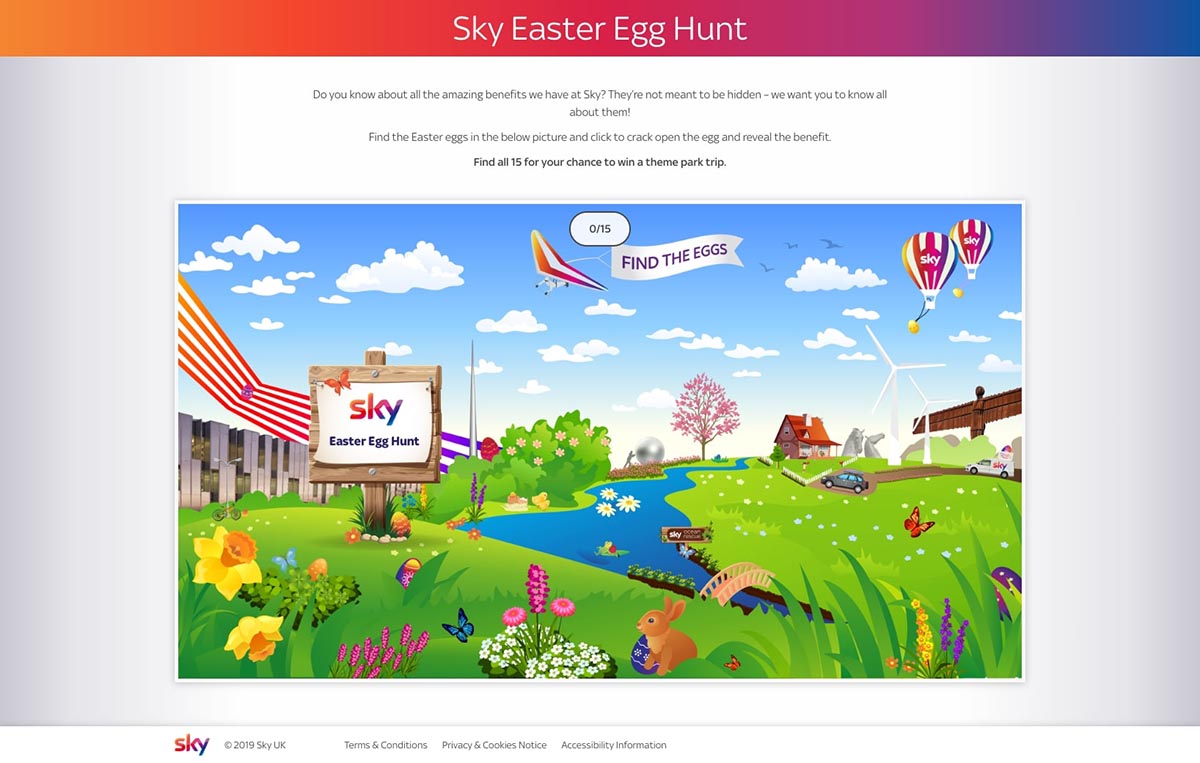 Sky Easter Egg Hunt
Do you know about all the amazing benefits we have at Sky? They're not meant to be hidden – we want you to know all
about them!
Find the Easter eggs in the below picture and click to crack open the egg and reveal the benefit.
Find all 15 for your chance to win a theme park trip.
0/15
FIND THE EGGS
sky
sky
sky
Easter Egg Hunt
sky
sky ocean rescue
sky © 2019 Sky UK Terms & Conditions Privacy & Cookies Notice Accessibility Information